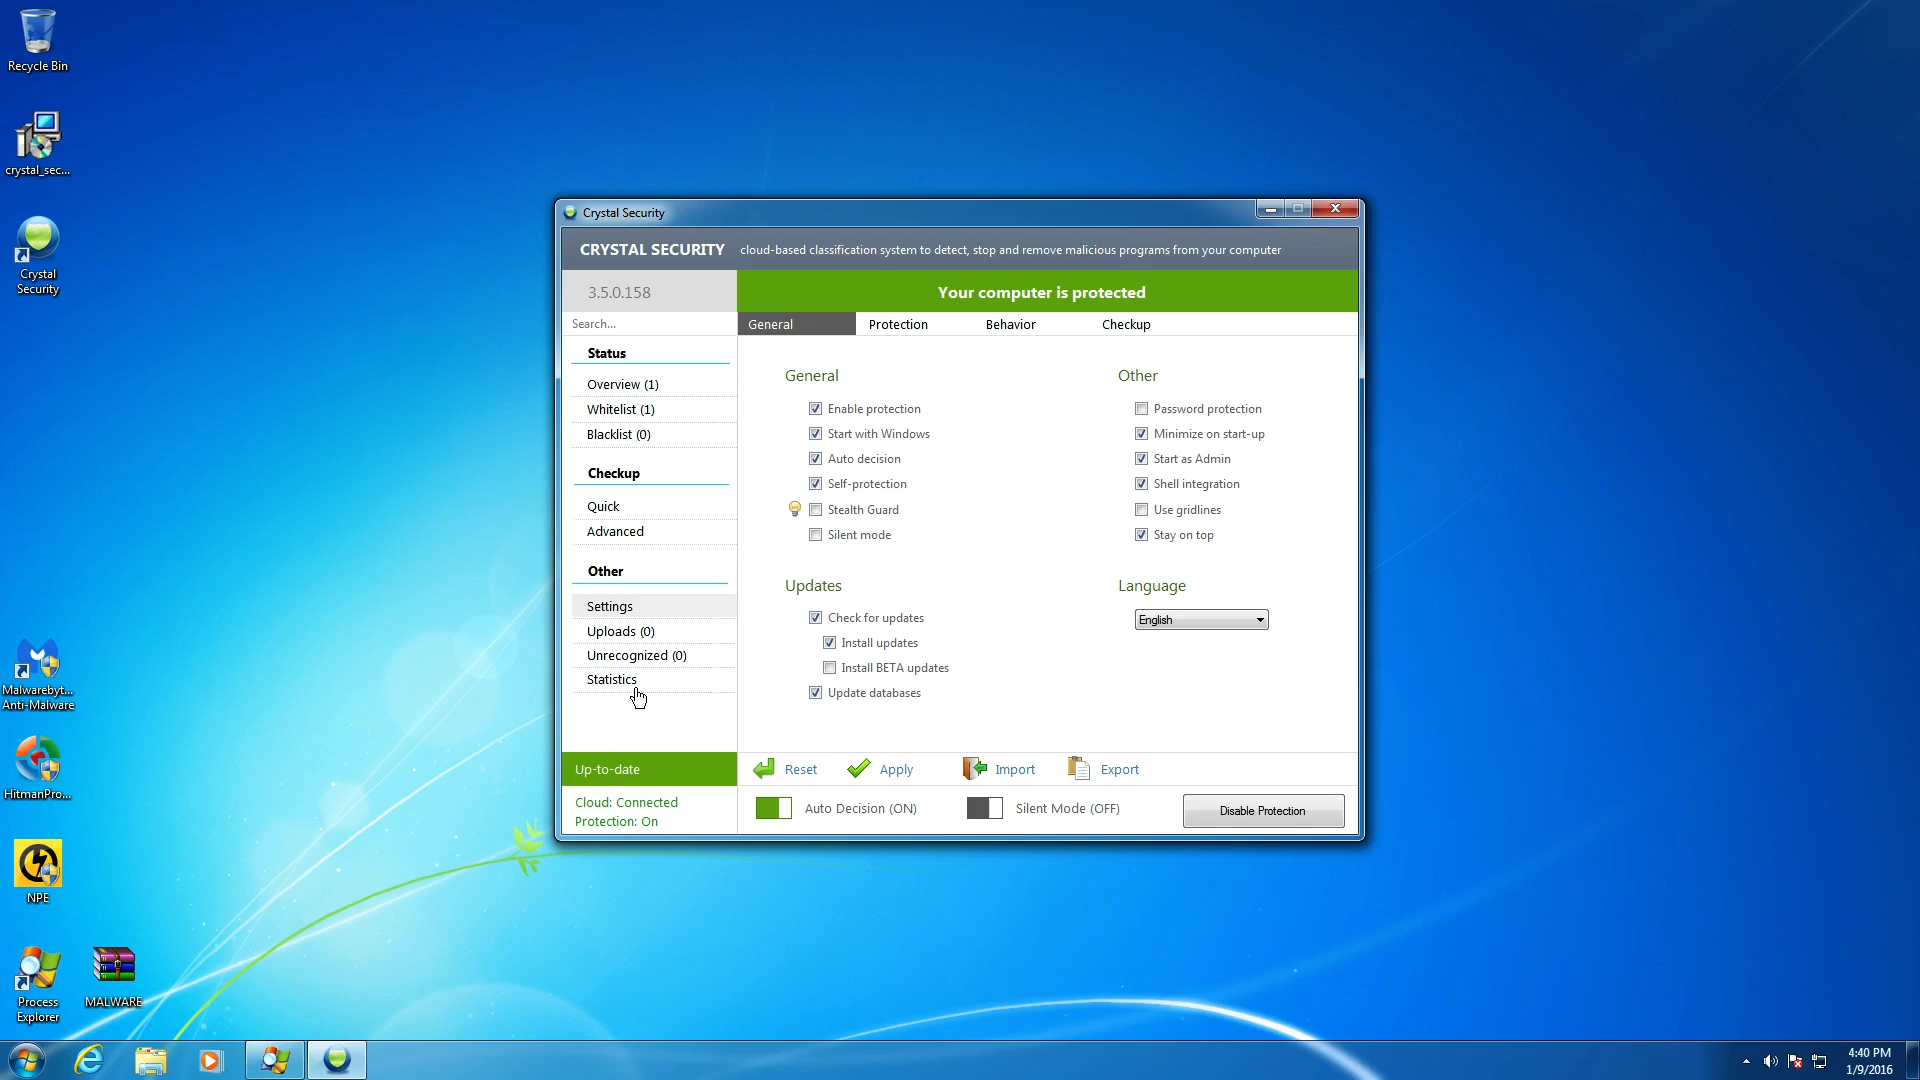 Recycle Bin
crystal_sec...
Crystal
Security
Malwarebyt...
Anti-Malware
HitmanPro...
NPE
Process
Explorer
MALWARE
Crystal Security
CRYSTAL SECURITY cloud-based classification system to detect, stop and remove malicious programs from your computer
3.5.0.158
Your computer is protected
Search...
General Protection Behavior Checkup
Status
Overview (1)
Whitelist (1)
Blacklist (0)
Checkup
Quick
Advanced
Other
Settings
Uploads (0)
Unrecognized (0)
Statistics
General
Enable protection
Start with Windows
Auto decision
Self-protection
Stealth Guard
Silent mode
Other
Password protection
Minimize on start-up
Start as Admin
Shell integration
Use gridlines
Stay on top
Updates
Check for updates
Install updates
Install BETA updates
Update databases
Language
English
Up-to-date
Reset Apply Import Export
Cloud: Connected
Protection: On
Auto Decision (ON) Silent Mode (OFF) Disable Protection
4:40 PM
1/9/2016